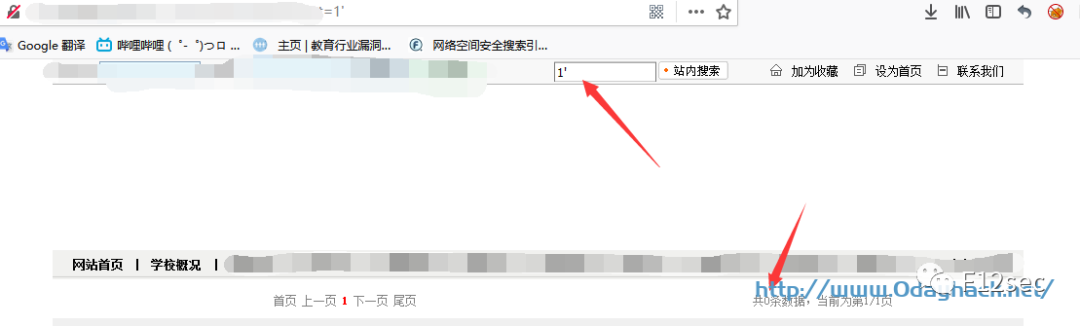 =1'
Google 翻译 哔哩哔哩 ( ゜- ゜)つロ ... 主页 | 教育行业漏洞... 网络空间安全搜索引...
1' 站内搜索 加为收藏 设为首页 联系我们
网站首页 | 学校概况 |
首页 上一页 1 下一页 尾页 共0条数据，当前为第1/1页
E12sec